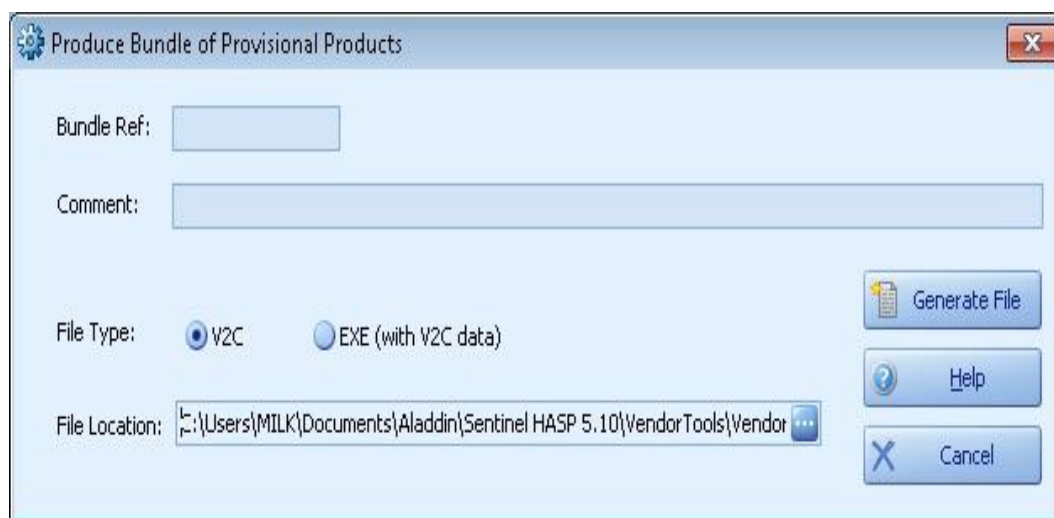 Produce Bundle of Provisional Products
Bundle Ref:
Comment:
Generate File
File Type:
V2C
EXE (with V2C data)
Help
File Location:
C:\Users\MILK\Documents\Aladdin\Sentinel HASP 5.10\VendorTools\Vendor
...
Cancel